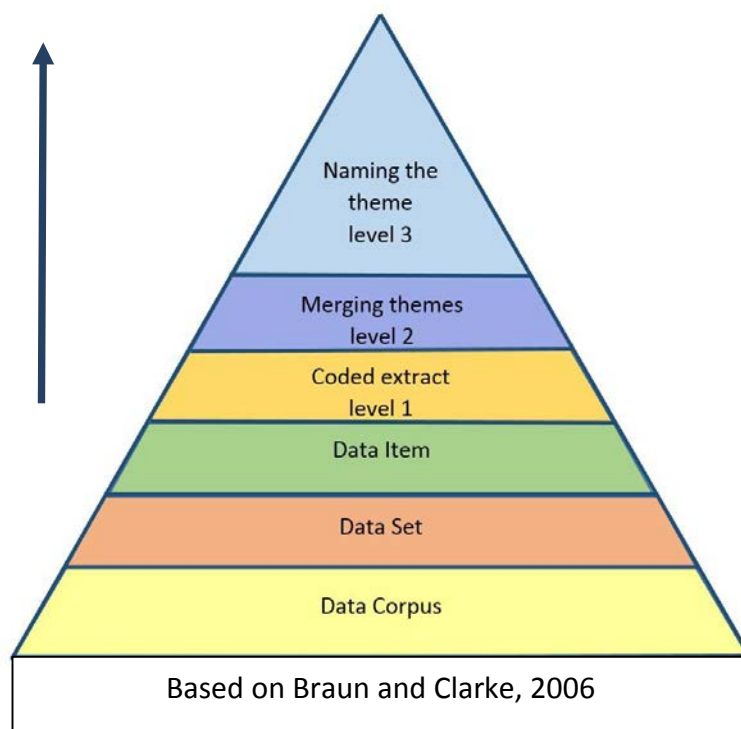 Naming the
theme
level 3
Merging themes
level 2
Coded extract
level 1
Data Item
Data Set
Data Corpus
Based on Braun and Clarke, 2006